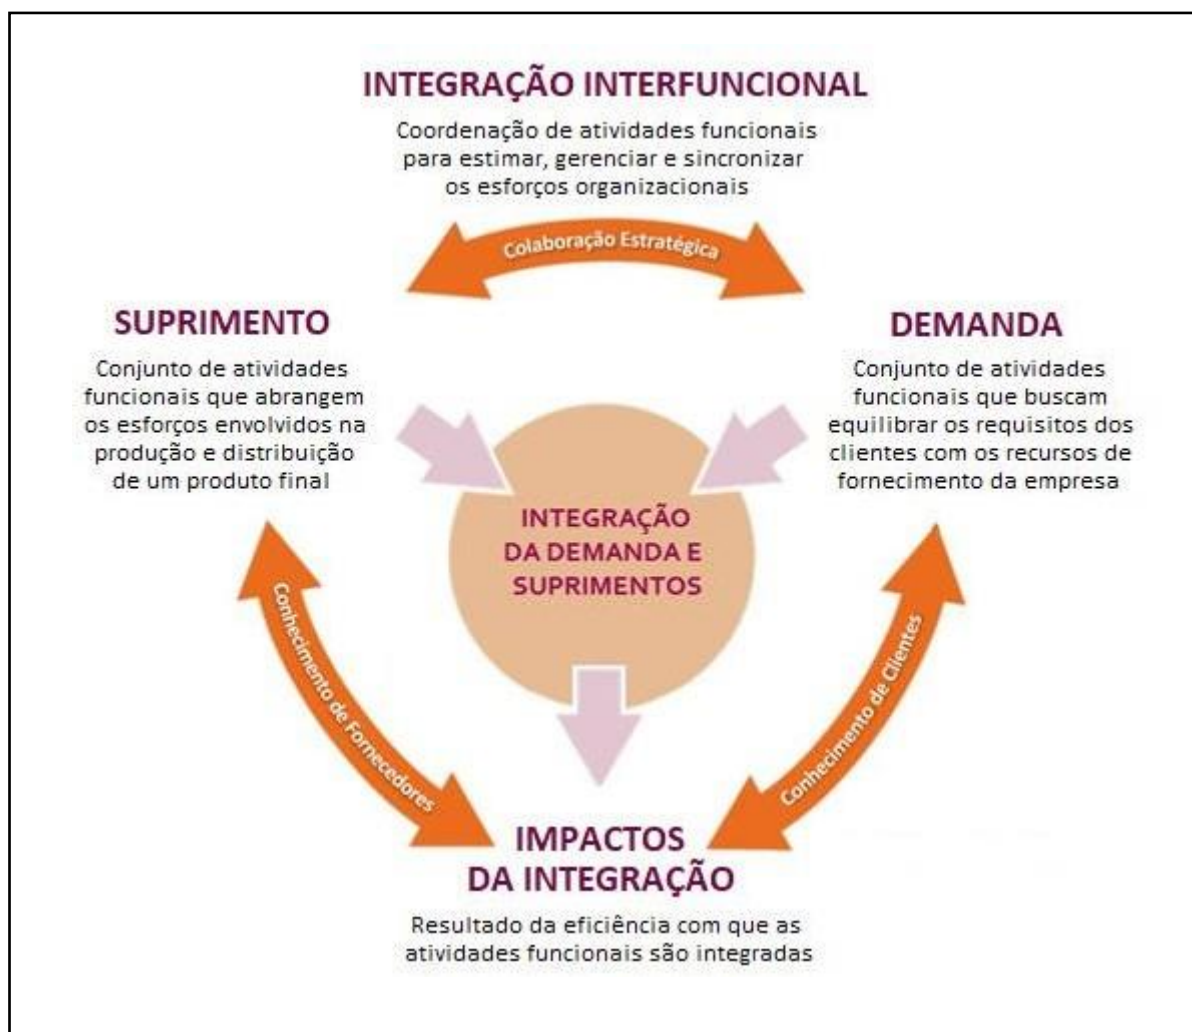 INTEGRAÇÃO INTERFUNCIONAL
Coordenação de atividades funcionais
para estimar, gerenciar e sincronizar
os esforços organizacionais
Colaboração Estratégica
SUPRIMENTO
Conjunto de atividades
funcionais que abrangem
os esforços envolvidos na
produção e distribuição
de um produto final
DEMANDA
Conjunto de atividades
funcionais que buscam
equilibrar os requisitos dos
clientes com os recursos de
fornecimento da empresa
INTEGRAÇÃO
DA DEMANDA E
SUPRIMENTOS
Conhecimento de Fornecedores
Conhecimento de Clientes
IMPACTOS
DA INTEGRAÇÃO
Resultado da eficiência com que as
atividades funcionais são integradas